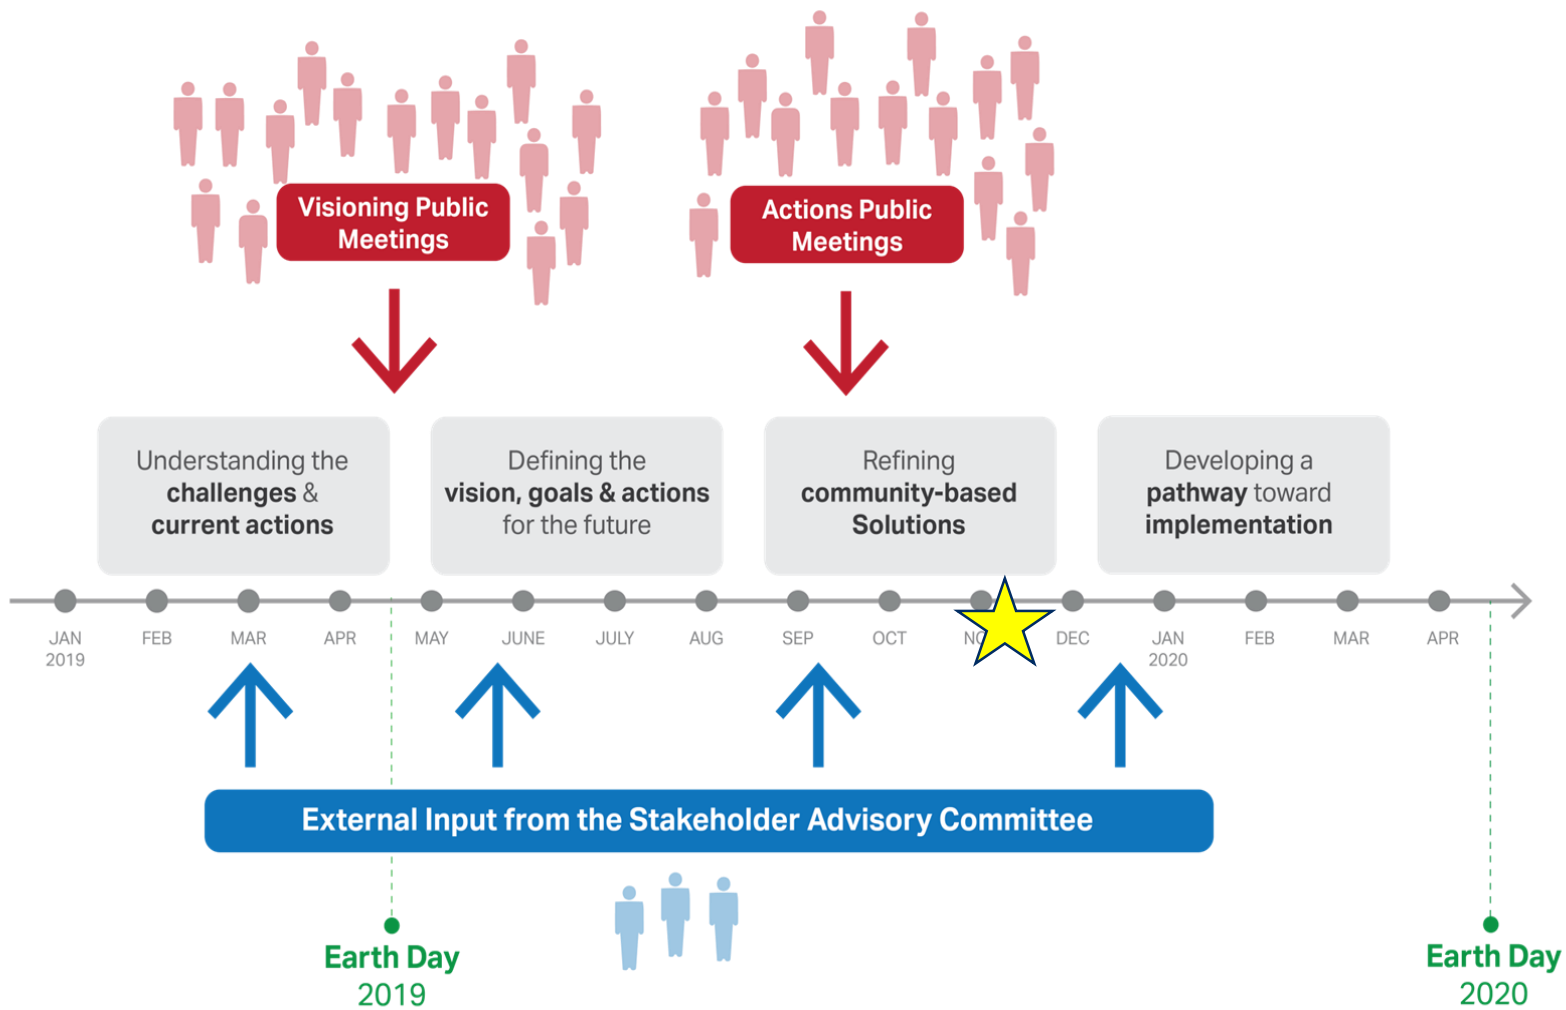 Visioning Public
Meetings
Actions Public
Meetings
Understanding the
challenges &
current actions
Defining the
vision, goals & actions
for the future
Refining
community-based
Solutions
Developing a
pathway toward
implementation
JAN
2019
FEB
MAR
APR
MAY
JUNE
JULY
AUG
SEP
OCT
DEC
JAN
2020
FEB
MAR
APR
External Input from the Stakeholder Advisory Committee
Earth Day
2019
Earth Day
2020